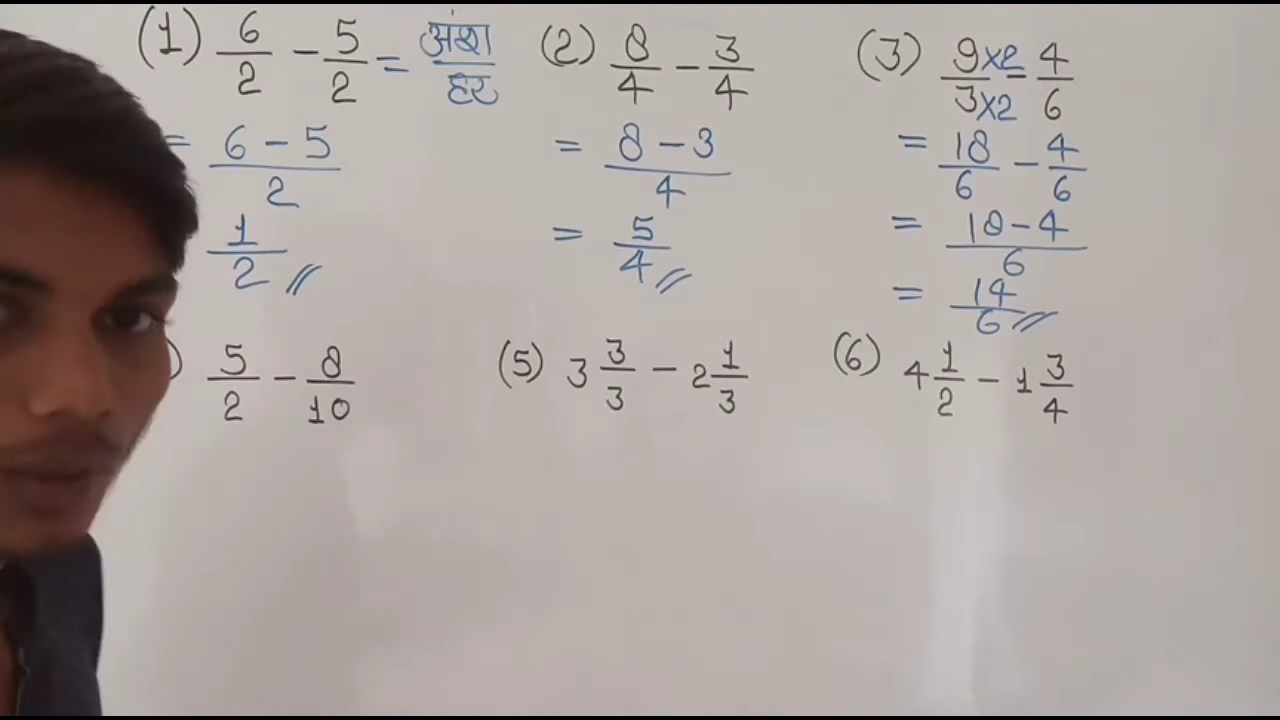 (1) 6/2 - 5/2 = अंश/हर
= 6 - 5/2
1/2 //
(2) 8/4 - 3/4
= 8 - 3/4
= 5/4 //
(3) 9×2/3×2 - 4/6
= 18/6 - 4/6
= 18 - 4/6
= 14/6 //
) 5/2 - 8/10
(5) 3 3/3 - 2 1/3
(6) 4 1/2 - 1 3/4